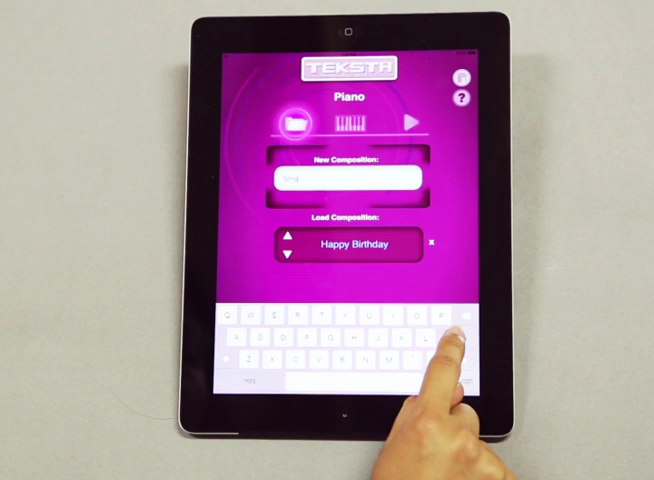 TEKSTA
Piano
?
New Composition:
Song
Load Composition:
Happy Birthday
x
Q W E R T Y U I O P
A S D F G H J K L
Z X C V B N M